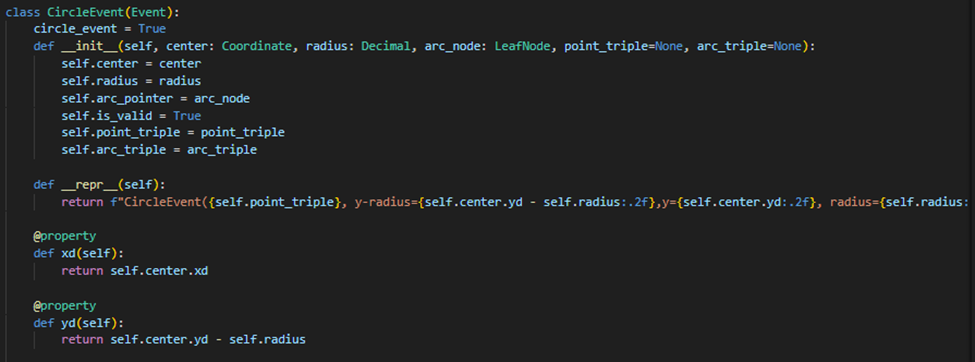 class CircleEvent(Event):
    circle_event = True
    def __init__(self, center: Coordinate, radius: Decimal, arc_node: LeafNode, point_triple=None, arc_triple=None):
        self.center = center
        self.radius = radius
        self.arc_pointer = arc_node
        self.is_valid = True
        self.point_triple = point_triple
        self.arc_triple = arc_triple
    def __repr__(self):
        return f"CircleEvent({self.point_triple}, y-radius={self.center.yd - self.radius:.2f},y={self.center.yd:.2f}, radius={self.radius:
    @property
    def xd(self):
        return self.center.xd
    @property
    def yd(self):
        return self.center.yd - self.radius